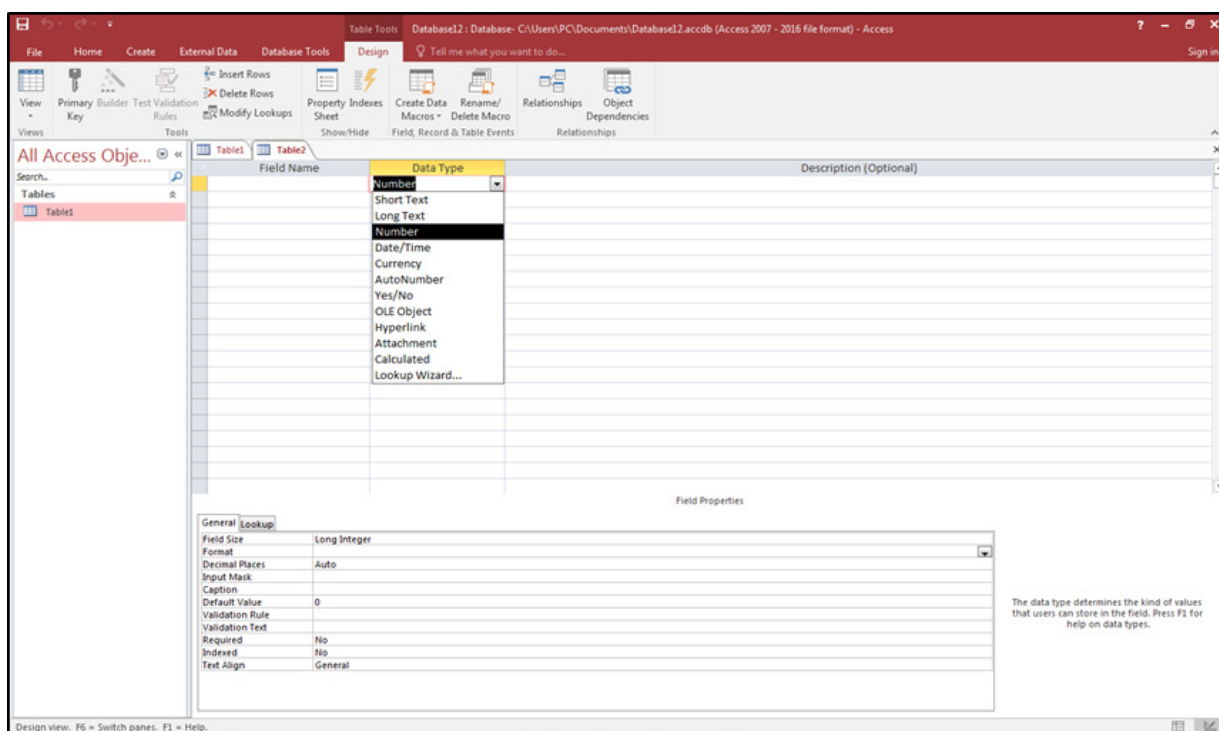 Table Tools Database12 : Database- C:\Users\PC\Documents\Database12.accdb (Access 2007 - 2016 file format) - Access ?
File Home Create External Data Database Tools Design Tell me what you want to do... Sign in
View Primary Key Builder Test Validation Rules Insert Rows Delete Rows Modify Lookups Property Sheet Indexes Create Data Macros Rename/ Delete Macro Relationships Object Dependencies
Views Tools Show/Hide Field, Record & Table Events Relationships
All Access Obje... «
Search...
Tables
Table1
Table1 Table2
Field Name Data Type Description (Optional)
Number
Short Text
Long Text
Number
Date/Time
Currency
AutoNumber
Yes/No
OLE Object
Hyperlink
Attachment
Calculated
Lookup Wizard...
Field Properties
General Lookup
Field Size Long Integer
Format
Decimal Places Auto
Input Mask
Caption
Default Value 0
Validation Rule
Validation Text
Required No
Indexed No
Text Align General
The data type determines the kind of values
that users can store in the field. Press F1 for
help on data types.
Design view. F6 = Switch panes. F1 = Help.